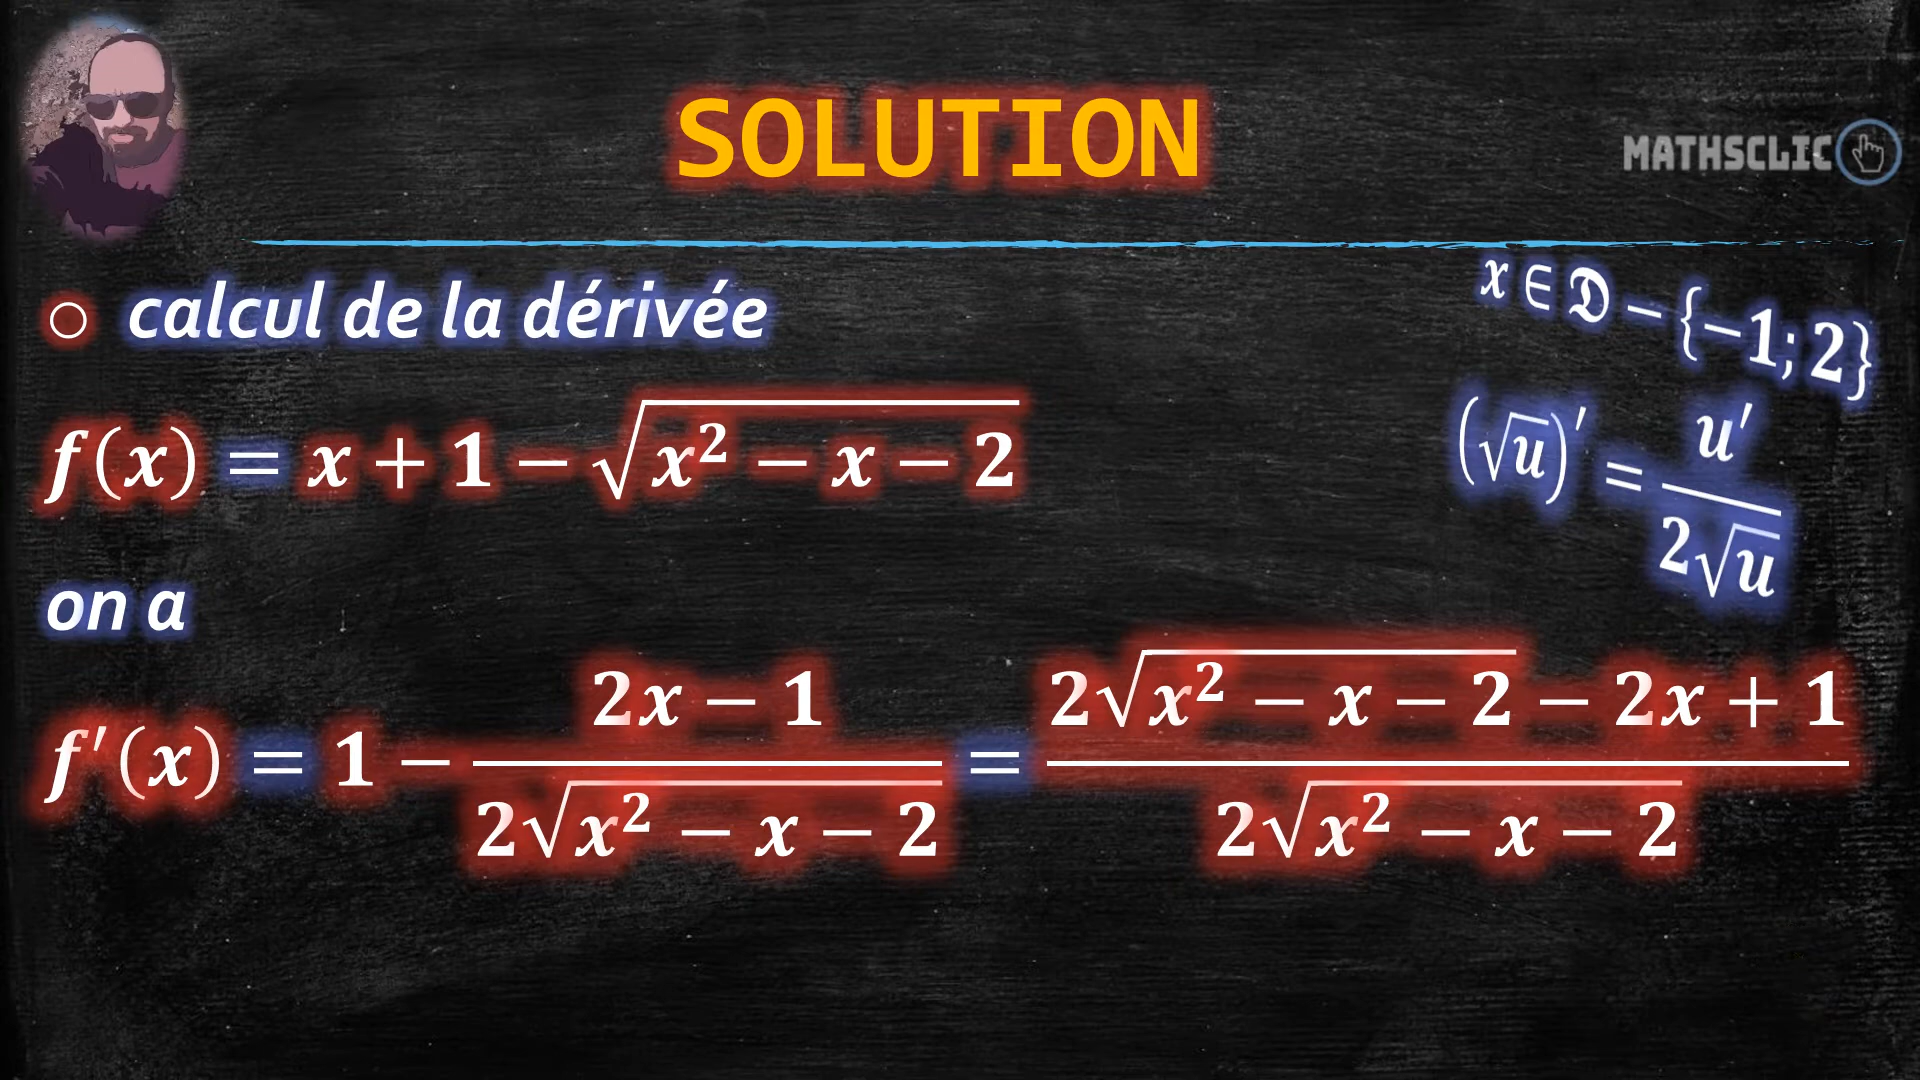 SOLUTION
MATHSCLIC
○ calcul de la dérivée
x ∈ 𝕯 − {−1; 2}
f(x) = x + 1 − √(x² − x − 2)
(√u)′ = u′/(2√u)
on a
f′(x) = 1 − (2x − 1)/(2√(x² − x − 2)) = (2√(x² − x − 2) − 2x + 1)/(2√(x² − x − 2))